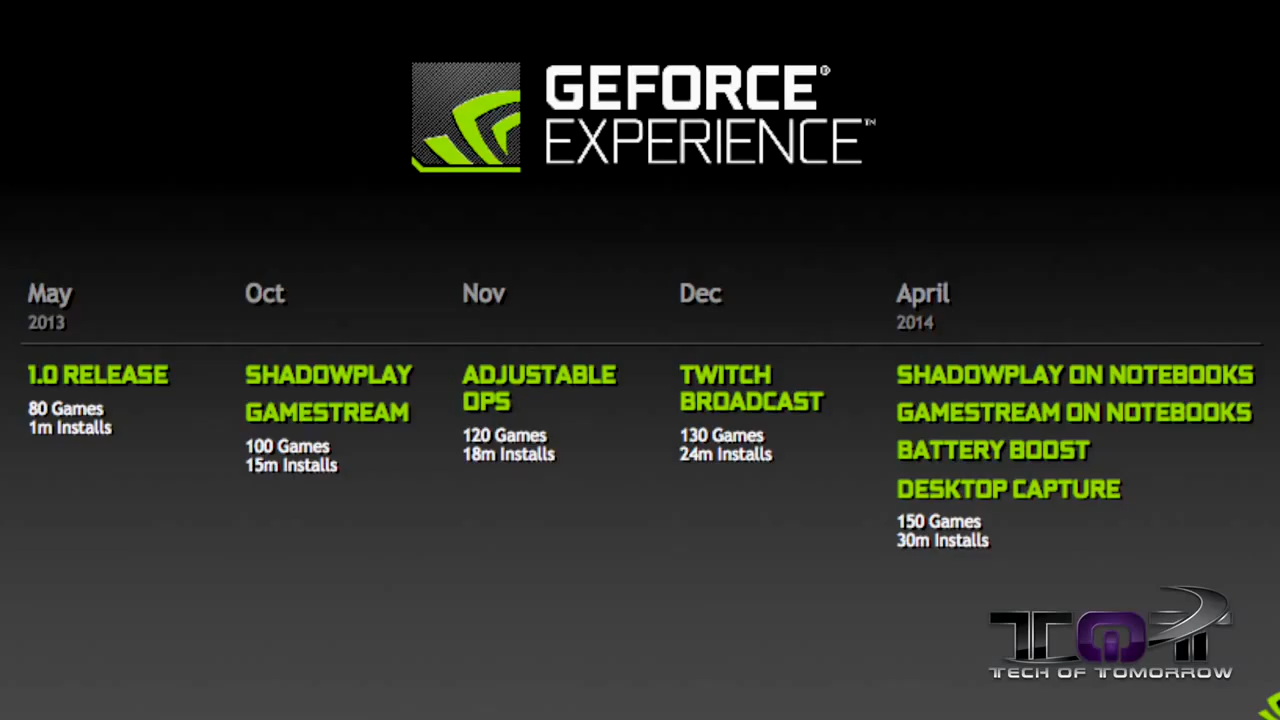 GEFORCE®
EXPERIENCE™
May
2013
1.0 RELEASE
80 Games
1m Installs
Oct
SHADOWPLAY
GAMESTREAM
100 Games
15m Installs
Nov
ADJUSTABLE
OPS
120 Games
18m Installs
Dec
TWITCH
BROADCAST
130 Games
24m Installs
April
2014
SHADOWPLAY ON NOTEBOOKS
GAMESTREAM ON NOTEBOOKS
BATTERY BOOST
DESKTOP CAPTURE
150 Games
30m Installs
TOT
TECH OF TOMORROW